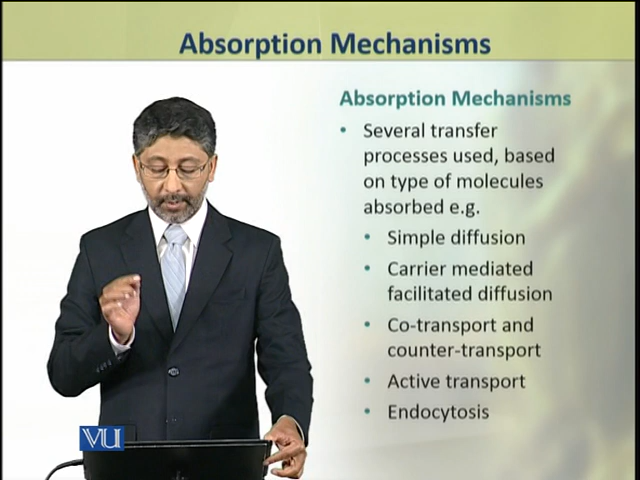 Absorption Mechanisms
Absorption Mechanisms
• Several transfer
processes used, based
on type of molecules
absorbed e.g.
• Simple diffusion
• Carrier mediated
facilitated diffusion
• Co-transport and
counter-transport
• Active transport
• Endocytosis
VU